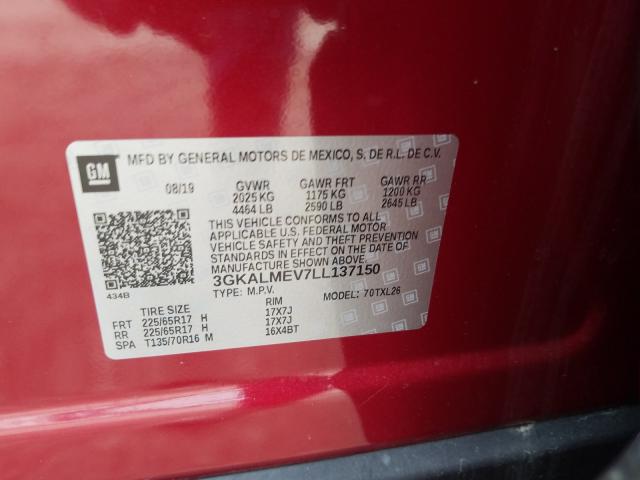 GM
MFD BY GENERAL MOTORS DE MEXICO, S. DE R.L. DE C.V.
08/19 GVWR GAWR FRT GAWR RR
2025 KG 1175 KG 1200 KG
4464 LB 2590 LB 2645 LB
THIS VEHICLE CONFORMS TO ALL
APPLICABLE U.S. FEDERAL MOTOR
VEHICLE SAFETY AND THEFT PREVENTION
STANDARDS IN EFFECT ON THE DATE OF
MANUFACTURE SHOWN ABOVE.
3GKALMEV7LL137150
434B TYPE: M.P.V. MODEL: 70TXL26
TIRE SIZE RIM
FRT 225/65R17 H 17X7J
RR 225/65R17 H 17X7J
SPA T135/70R16 M 16X4BT